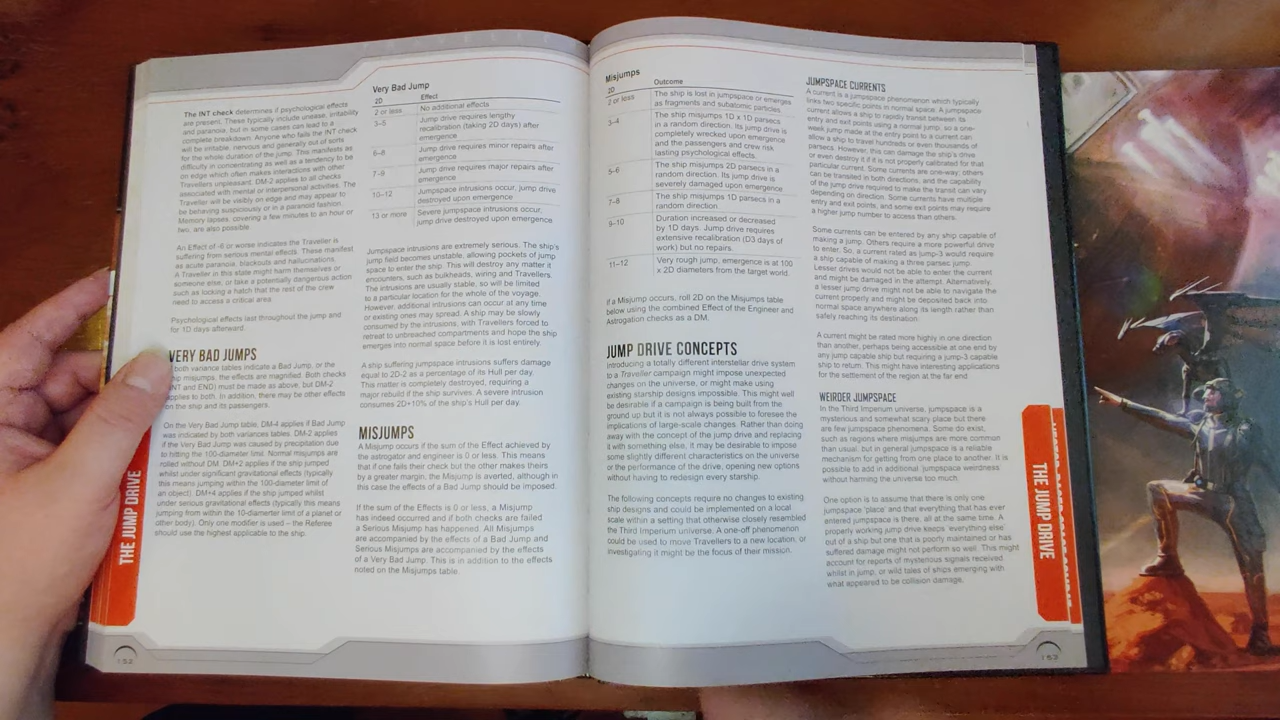 The INT check determines if psychological effects
are present. These typically include unease, irritability
and paranoia, but in some cases can lead to a
complete breakdown. Anyone who fails the INT check
will be irritable, nervous and generally out of sorts
for the whole duration of the jump. This manifests as
difficulty in concentrating as well as a tendency to be
on edge which often makes interactions with other
Travellers unpleasant. DM-2 applies to all checks
associated with mental or interpersonal activities. The
Traveller will be visibly on edge and may appear to
be behaving suspiciously or in a paranoid fashion.
Memory lapses, covering a few minutes to an hour or
two, are also possible.
An Effect of -6 or worse indicates the Traveller is
suffering from serious mental effects. These manifest
as acute paranoia, blackouts and hallucinations.
A Traveller in this state might harm themselves or
someone else, or take a potentially dangerous action
such as locking a hatch that the rest of the crew
need to access a critical area.
Psychological effects last throughout the jump and
for 1D days afterward.
VERY BAD JUMPS
both variance tables indicate a Bad Jump, or the
ship misjumps, the effects are magnified. Both checks
(INT and END) must be made as above, but DM-2
applies to both. In addition, there may be other effects
on the ship and its passengers.
On the Very Bad Jump table, DM-4 applies if Bad Jump
was indicated by both variances tables. DM-2 applies
if the Very Bad Jump was caused by precipitation due
to hitting the 100-diameter limit. Normal misjumps are
rolled without DM. DM+2 applies if the ship jumped
whilst under significant gravitational effects (typically
this means jumping within the 100-diameter limit of
an object). DM+4 applies if the ship jumped whilst
under serious gravitational effects (typically this means
jumping from within the 10-diamerter limit of a planet or
other body). Only one modifier is used – the Referee
should use the highest applicable to the ship.
THE JUMP DRIVE
152
Very Bad Jump
2D Effect
2 or less No additional effects
3–5 Jump drive requires lengthy
recalibration (taking 2D days) after
emergence
6–8 Jump drive requires minor repairs after
emergence
7–9 Jump drive requires major repairs after
emergence
10–12 Jumpspace intrusions occur, jump drive
destroyed upon emergence
13 or more Severe jumpspace intrusions occur,
jump drive destroyed upon emergence
Jumpspace intrusions are extremely serious. The ship's
jump field becomes unstable, allowing pockets of jump
space to enter the ship. This will destroy any matter it
encounters, such as bulkheads, wiring and Travellers.
The intrusions are usually stable, so will be limited
to a particular location for the whole of the voyage.
However, additional intrusions can occur at any time
or existing ones may spread. A ship may be slowly
consumed by the intrusions, with Travellers forced to
retreat to unbreached compartments and hope the ship
emerges into normal space before it is lost entirely.
A ship suffering jumpspace intrusions suffers damage
equal to 2D-2 as a percentage of its Hull per day.
This matter is completely destroyed, requiring a
major rebuild if the ship survives. A severe intrusion
consumes 2D+10% of the ship's Hull per day.
MISJUMPS
A Misjump occurs if the sum of the Effect achieved by
the astrogator and engineer is 0 or less. This means
that if one fails their check but the other makes theirs
by a greater margin, the Misjump is averted, although in
this case the effects of a Bad Jump should be imposed.
If the sum of the Effects is 0 or less, a Misjump
has indeed occurred and if both checks are failed
a Serious Misjump has happened. All Misjumps
are accompanied by the effects of a Bad Jump and
Serious Misjumps are accompanied by the effects
of a Very Bad Jump. This is in addition to the effects
noted on the Misjumps table.
Misjumps
2D Outcome
2 or less The ship is lost in jumpspace or emerges
as fragments and subatomic particles.
3–4 The ship misjumps 1D x 1D parsecs
in a random direction. Its jump drive is
completely wrecked upon emergence
and the passengers and crew risk
lasting psychological effects.
5–6 The ship misjumps 2D parsecs in a
random direction. Its jump drive is
severely damaged upon emergence
7–8 The ship misjumps 1D parsecs in a
random direction.
9–10 Duration increased or decreased
by 1D days. Jump drive requires
extensive recalibration (D3 days of
work) but no repairs.
11–12 Very rough jump, emergence is at 100
x 2D diameters from the target world.
If a Misjump occurs, roll 2D on the Misjumps table
below using the combined Effect of the Engineer and
Astrogation checks as a DM.
JUMP DRIVE CONCEPTS
Introducing a totally different interstellar drive system
to a Traveller campaign might impose unexpected
changes on the universe, or might make using
existing starship designs impossible. This might well
be desirable if a campaign is being built from the
ground up but it is not always possible to foresee the
implications of large-scale changes. Rather than doing
away with the concept of the jump drive and replacing
it with something else, it may be desirable to impose
some slightly different characteristics on the universe
or the performance of the drive, opening new options
without having to redesign every starship.
The following concepts require no changes to existing
ship designs and could be implemented on a local
scale within a setting that otherwise closely resembled
the Third Imperium universe. A one-off phenomenon
could be used to move Travellers to a new location, or
investigating it might be the focus of their mission.
JUMPSPACE CURRENTS
A current is a jumpspace phenomenon which typically
links two specific points in normal space. A jumpspace
current allows a ship to rapidly transit between its
entry and exit points using a normal jump, so a one-
week jump made at the entry point to a current can
allow a ship to travel hundreds or even thousands of
parsecs. However, this can damage the ship's drive
or even destroy it if it is not properly calibrated for that
particular current. Some currents are one-way; others
can be transited in both directions, and the capability
of the jump drive required to make the transit can vary
depending on direction. Some currents have multiple
entry and exit points, and some exit points may require
a higher jump number to access than others.
Some currents can be entered by any ship capable of
making a jump. Others require a more powerful drive
to enter. So, a current rated as jump-3 would require
a ship capable of making a three parsec jump.
Lesser drives would not be able to enter the current
and might be damaged in the attempt. Alternatively,
a lesser jump drive might not be able to navigate the
current properly and might be deposited back into
normal space anywhere along its length rather than
safely reaching its destination.
A current might be rated more highly in one direction
than another, perhaps being accessible at one end by
any jump capable ship but requiring a jump-3 capable
ship to return. This might have interesting applications
for the settlement of the region at the far end.
WEIRDER JUMPSPACE
In the Third Imperium universe, jumpspace is a
mysterious and somewhat scary place but there
are few jumpspace phenomena. Some do exist,
such as regions where misjumps are more common
than usual, but in general jumpspace is a reliable
mechanism for getting from one place to another. It is
possible to add in additional 'jumpspace weirdness'
without harming the universe too much.
One option is to assume that there is only one
jumpspace 'place' and that everything that has ever
entered jumpspace is there, all at the same time. A
properly working jump drive keeps 'everything else'
out of a ship but one that is poorly maintained or has
suffered damage might not perform so well. This might
account for reports of mysterious signals received
whilst in jump, or wild tales of ships emerging with
what appeared to be collision damage.
THE JUMP DRIVE
153